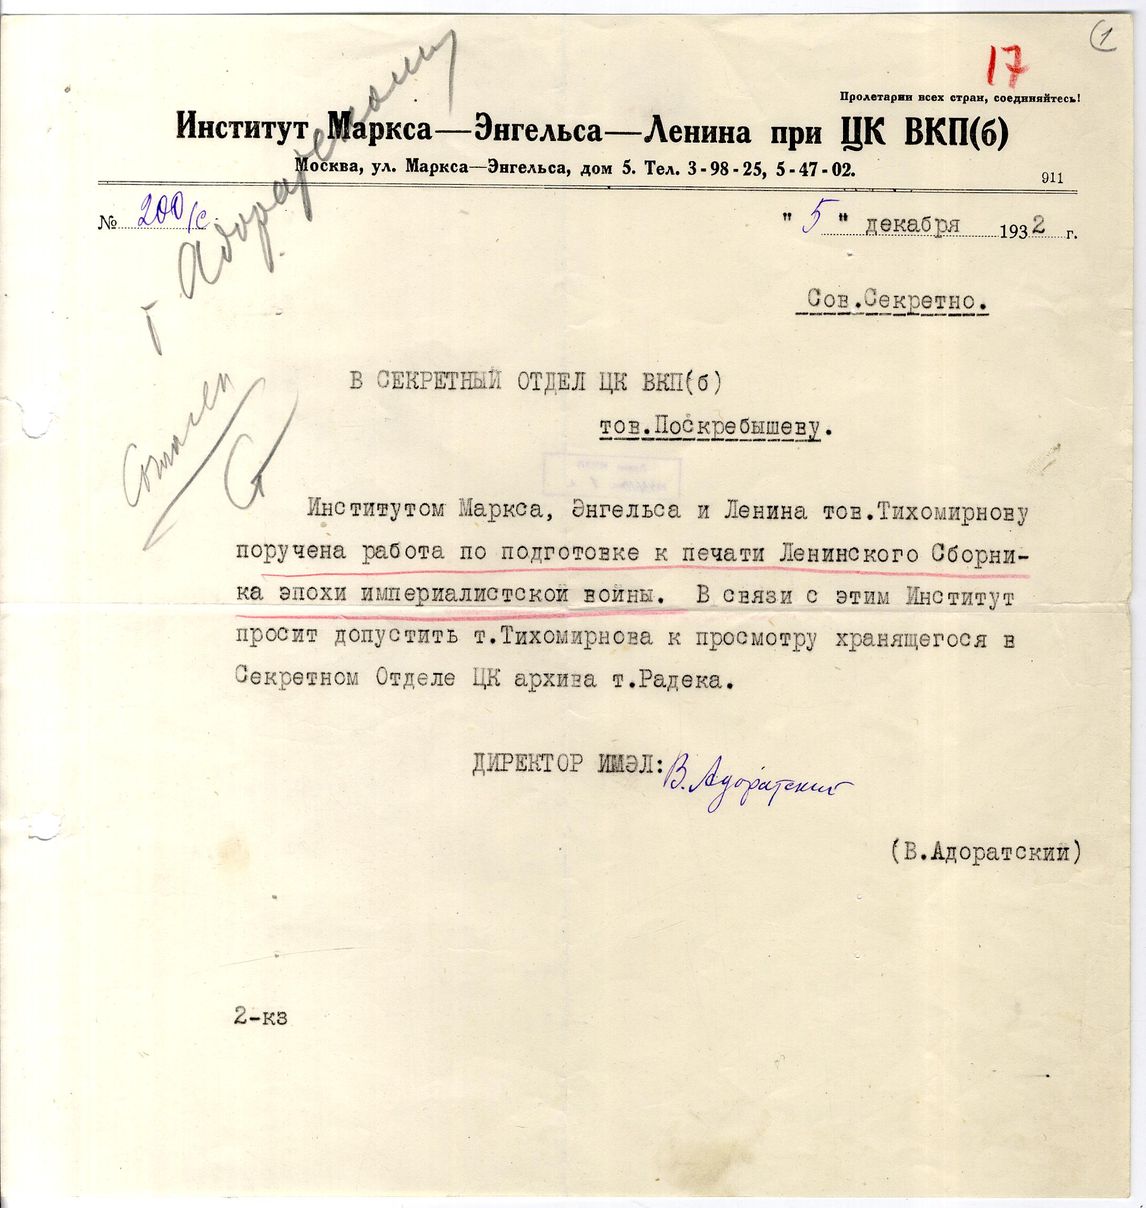 1
17
Пролетарии всех стран, соединяйтесь!
Институт Маркса—Энгельса—Ленина при ЦК ВКП(б)
Москва, ул. Маркса—Энгельса, дом 5. Тел. 3-98-25, 5-47-02.
911
№ 200/с.
"5" декабря 1932 г.
т. Адоратскому
Сов.Секретно.
В СЕКРЕТНЫЙ ОТДЕЛ ЦК ВКП(б)
тов.Поскребышеву.
Согласен
Ст
Институтом Маркса, Энгельса и Ленина тов.Тихомирнову
поручена работа по подготовке к печати Ленинского Сборни-
ка эпохи империалистской войны. В связи с этим Институт
просит допустить т.Тихомирнова к просмотру хранящегося в
Секретном Отделе ЦК архива т.Радека.
ДИРЕКТОР ИМЭЛ: В. Адоратский
(В.Адоратский)
2-кз